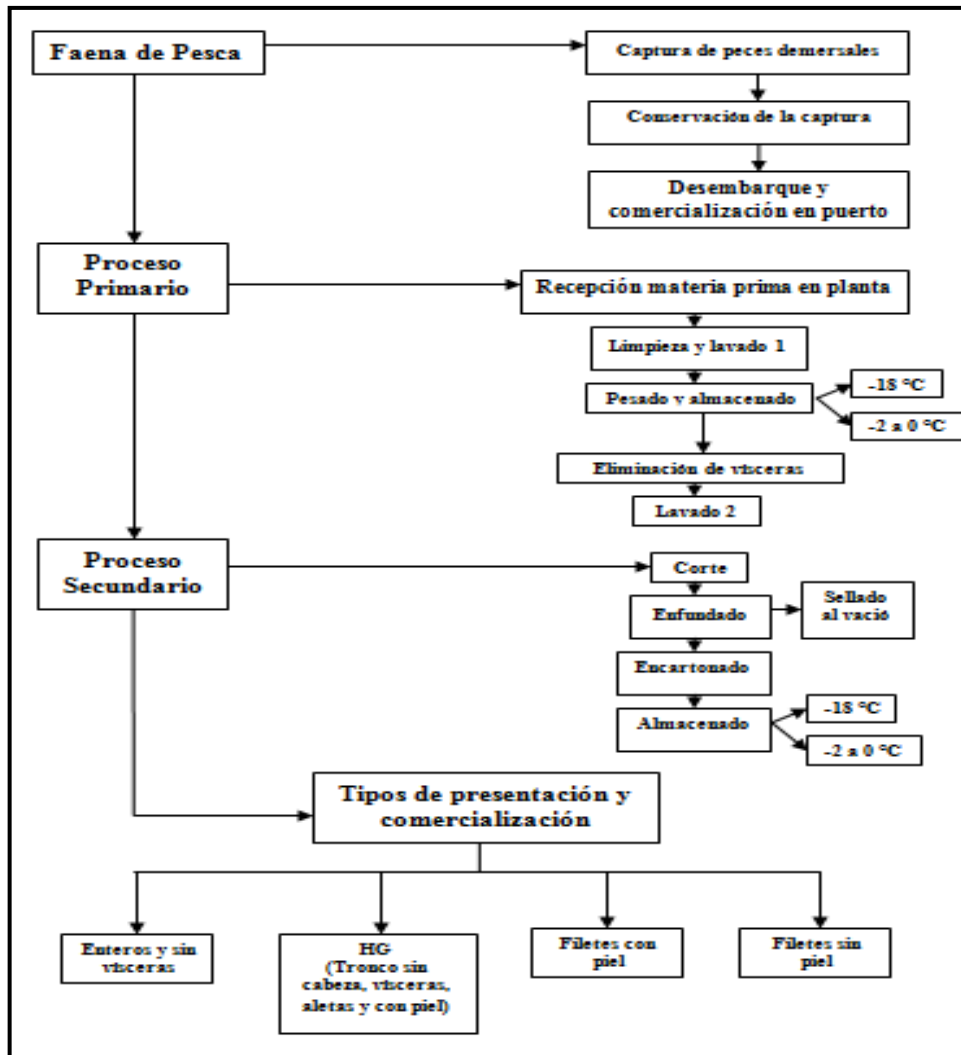 Faena de Pesca
Captura de peces demersales
Conservación de la captura
Desembarque y
comercialización en puerto
Proceso
Primario
Recepción materia prima en planta
Limpieza y lavado 1
Pesado y almacenado
-18 °C
-2 a 0 °C
Eliminación de vísceras
Lavado 2
Proceso
Secundario
Corte
Enfundado
Sellado
al vació
Encartonado
Almacenado
-18 °C
-2 a 0 °C
Tipos de presentación y
comercialización
Enteros y sin
vísceras
HG
(Tronco sin
cabeza, vísceras,
aletas y con piel)
Filetes con
piel
Filetes sin
piel